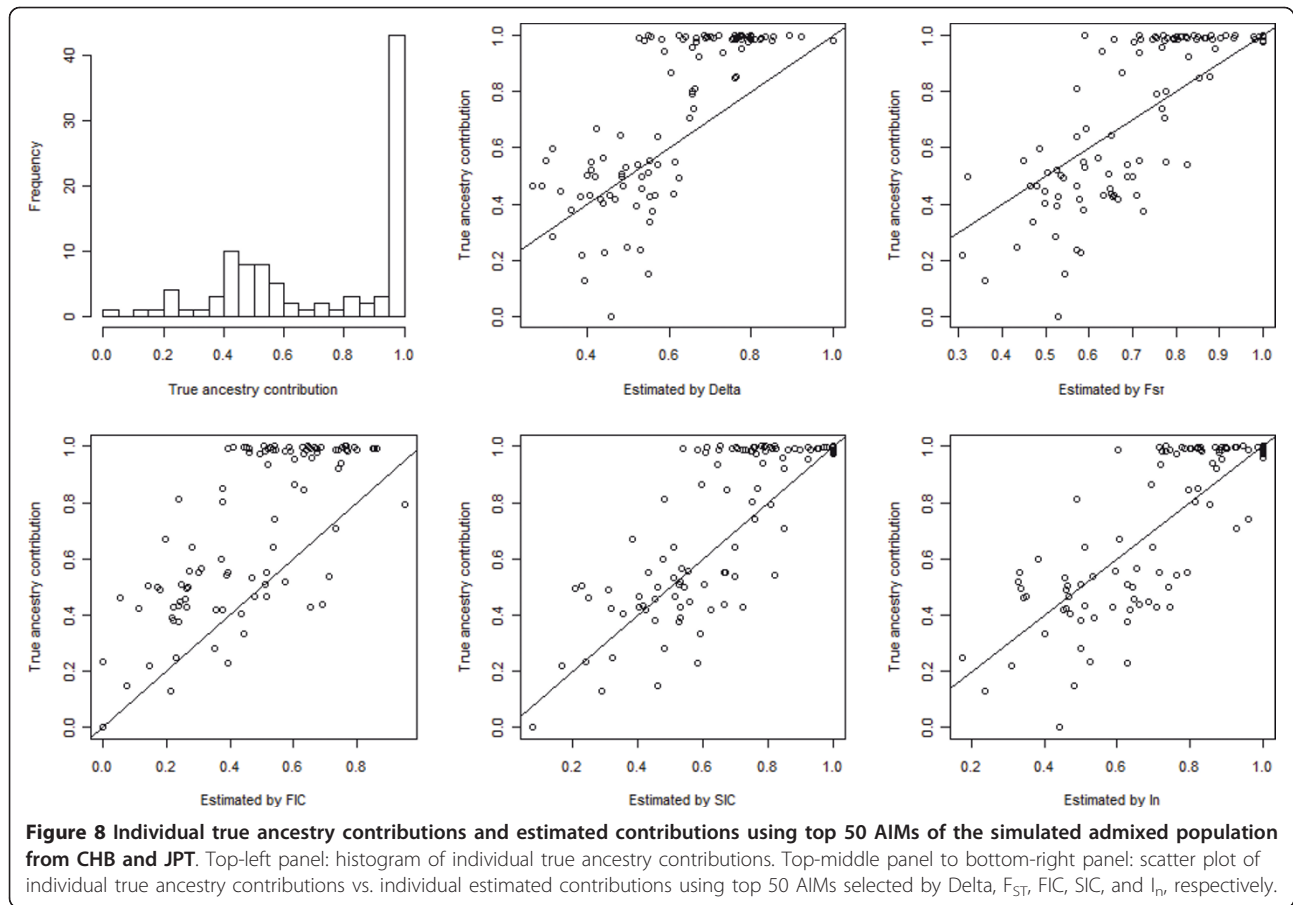 Frequency
0 10 20 30 40
0.0 0.2 0.4 0.6 0.8 1.0
True ancestry contribution
True ancestry contribution
0.0 0.2 0.4 0.6 0.8 1.0
0.4 0.6 0.8 1.0
Estimated by Delta
True ancestry contribution
0.0 0.2 0.4 0.6 0.8 1.0
0.3 0.4 0.5 0.6 0.7 0.8 0.9 1.0
Estimated by Fsт
True ancestry contribution
0.0 0.2 0.4 0.6 0.8 1.0
0.0 0.2 0.4 0.6 0.8
Estimated by FIC
True ancestry contribution
0.0 0.2 0.4 0.6 0.8 1.0
0.2 0.4 0.6 0.8 1.0
Estimated by SIC
True ancestry contribution
0.0 0.2 0.4 0.6 0.8 1.0
0.2 0.4 0.6 0.8 1.0
Estimated by In
Figure 8 Individual true ancestry contributions and estimated contributions using top 50 AIMs of the simulated admixed population
from CHB and JPT. Top-left panel: histogram of individual true ancestry contributions. Top-middle panel to bottom-right panel: scatter plot of
individual true ancestry contributions vs. individual estimated contributions using top 50 AIMs selected by Delta, FST, FIC, SIC, and In, respectively.